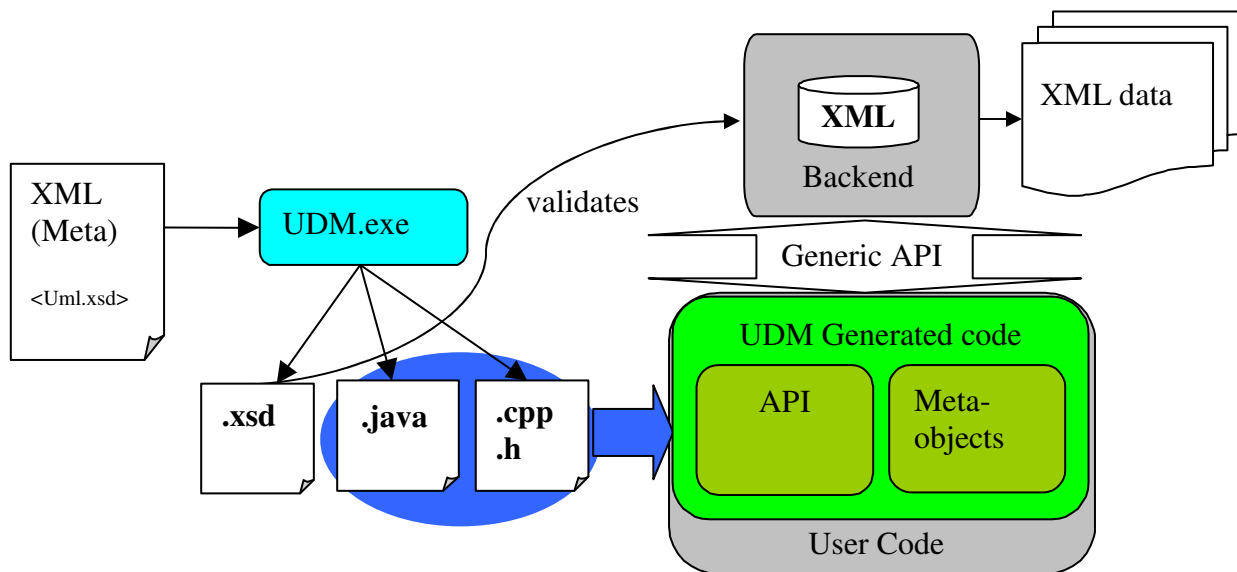 XML
(Meta)
<Uml.xsd>
UDM.exe
validates
XML
Backend
XML data
Generic API
.xsd
.java
.cpp
.h
UDM Generated code
API
Meta-
objects
User Code